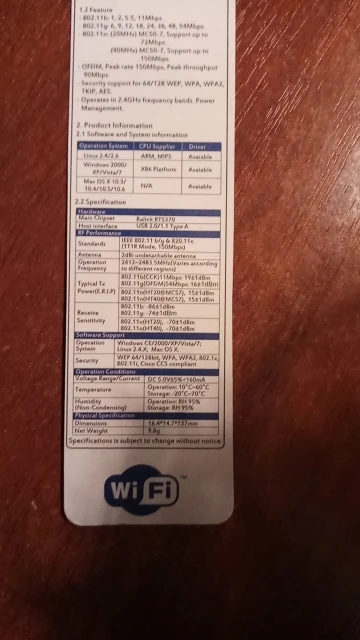 1.2 Feature
- 802.11b: 1, 2, 5.5, 11Mbps
- 802.11g: 6, 9, 12, 18, 24, 36, 48, 54Mbps
- 802.11n: (20MHz) MCS0-7, Support up to
72Mbps
(40MHz) MCS0-7, Support up to
150Mbps.
- OFDM, Peak rate 150Mbps, Peak throughput
90Mbps.
- Security support for 64/128 WEP, WPA, WPA2,
TKIP, AES.
- Operates in 2.4GHz frequency bands. Power
Management.
2. Product Information
2.1 Software and System information
Operating System CPU Supplier Driver
Linux 2.4/2.6 ARM, MIPS Available
Windows 2000/
XP/Vista/7 X86 Platform Available
Mac OS X 10.3/
10.4/10.5/10.6 N/A Available
2.2 Specification
Hardware
Main Chipset Ralink RT5370
Host Interface USB 2.0/1.1 Type A
RF Performance
Standards IEEE 802.11 b/g & 820.11n
(1T1R Mode, 150Mbps)
Antenna 2dBi undetachable antenna
Operation
Frequency 2412~2483.5MHz(Varies according
to different regions)
Typical Tx
Power(E.R.I.P) 802.11b(CCK)11Mbps: 19±1dBm
802.11g(OFDM)54Mbps: 16±1dBm
802.11n(HT20@MCS7), 15±1dBm
802.11n(HT40@MCS7), 15±1dBm
Receive
Sensitivity 802.11b: -86±1dBm
802.11g: -74±1dBm
802.11n(HT20), -70±1dBm
802.11n(HT40), -70±1dBm
Software Support
Operation
System Windows CE/2000/XP/Vista/7;
Linux 2.4.X; Mac OS X.
Security WEP 64/128bit, WPA, WPA2, 802.1x,
802.11i, Cisco CCS compliant
Operation Conditions
Voltage Range/Current DC 5.0V±5%<160mA
Temperature Operation: 10°C~60°C
Storage: -20°C~70°C
Humidity
(Non-Condensing) Operation: RH 95%
Storage: RH 95%
Physical Specification
Dimensions 16.4*14.7*137mm
Net Weight 9.8g
Specifications is subject to change without notice.
Wi Fi ™